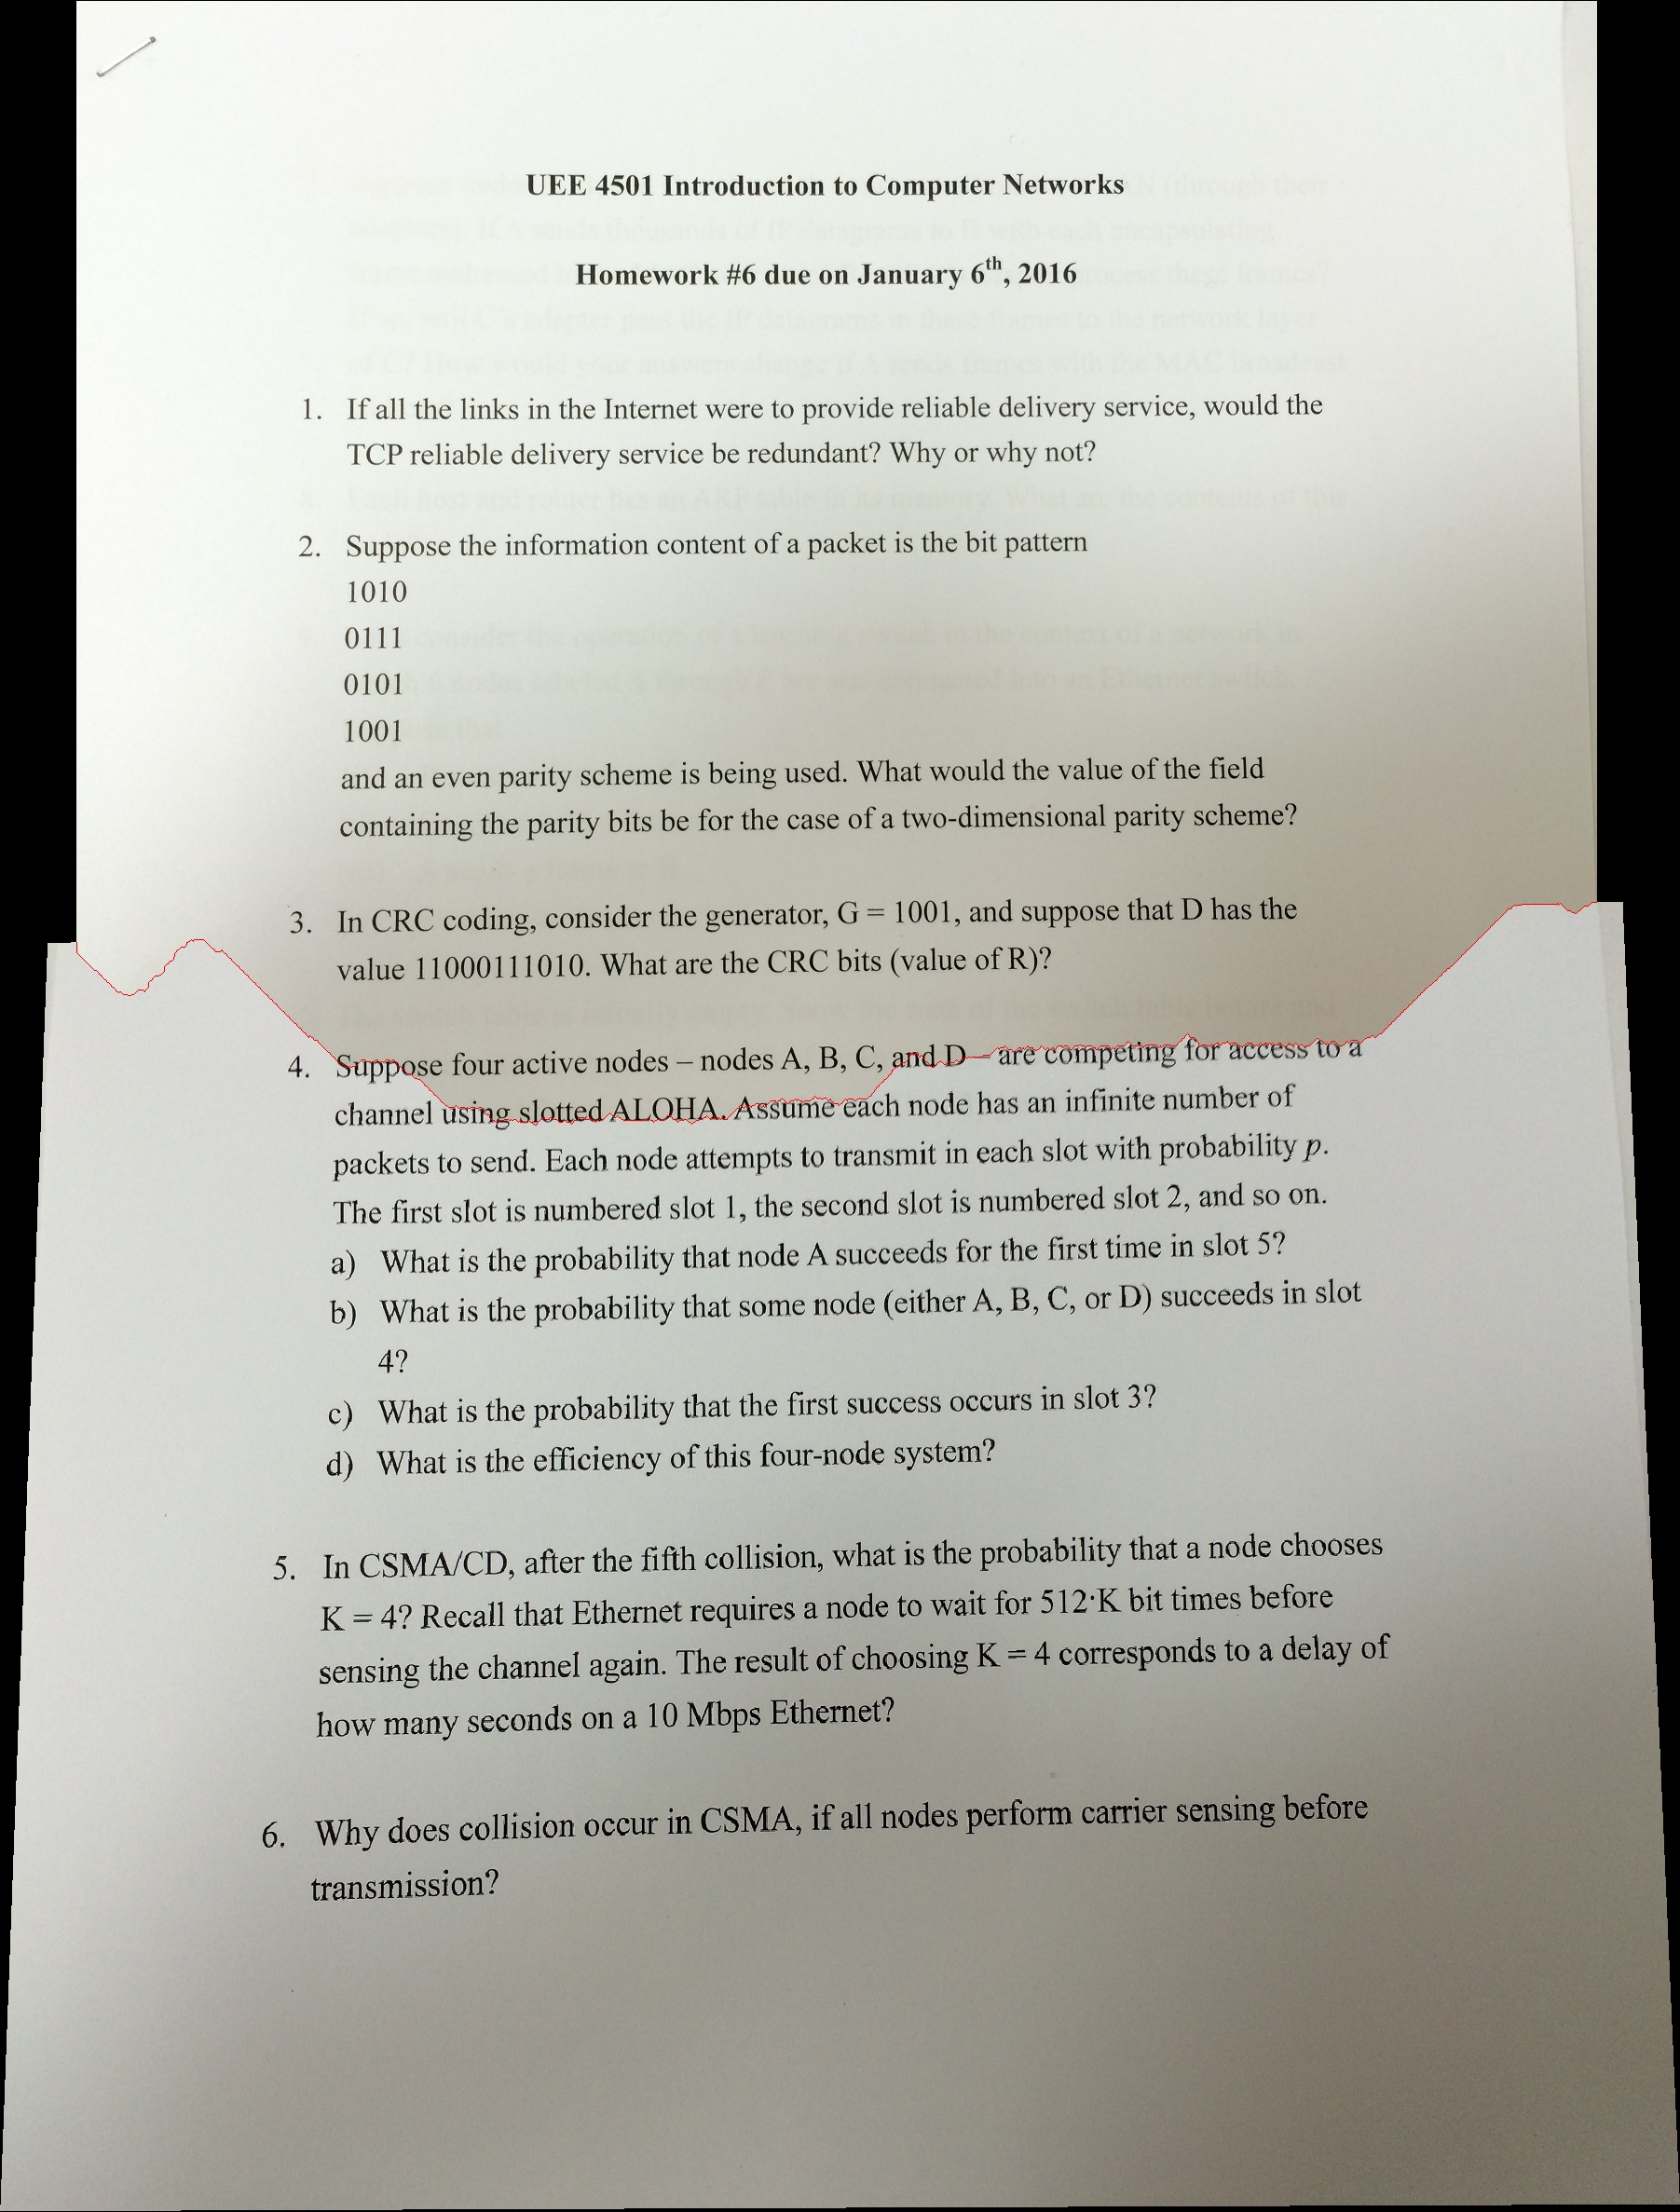 UEE 4501 Introduction to Computer Networks
Homework #6 due on January 6th, 2016
1. If all the links in the Internet were to provide reliable delivery service, would the
TCP reliable delivery service be redundant? Why or why not?
2. Suppose the information content of a packet is the bit pattern
1010
0111
0101
1001
and an even parity scheme is being used. What would the value of the field
containing the parity bits be for the case of a two-dimensional parity scheme?
3. In CRC coding, consider the generator, G = 1001, and suppose that D has the
value 11000111010. What are the CRC bits (value of R)?
4. Suppose four active nodes – nodes A, B, C, and D – are competing for access to a
channel using slotted ALOHA. Assume each node has an infinite number of
packets to send. Each node attempts to transmit in each slot with probability p.
The first slot is numbered slot 1, the second slot is numbered slot 2, and so on.
a) What is the probability that node A succeeds for the first time in slot 5?
b) What is the probability that some node (either A, B, C, or D) succeeds in slot
4?
c) What is the probability that the first success occurs in slot 3?
d) What is the efficiency of this four-node system?
5. In CSMA/CD, after the fifth collision, what is the probability that a node chooses
K = 4? Recall that Ethernet requires a node to wait for 512·K bit times before
sensing the channel again. The result of choosing K = 4 corresponds to a delay of
how many seconds on a 10 Mbps Ethernet?
6. Why does collision occur in CSMA, if all nodes perform carrier sensing before
transmission?